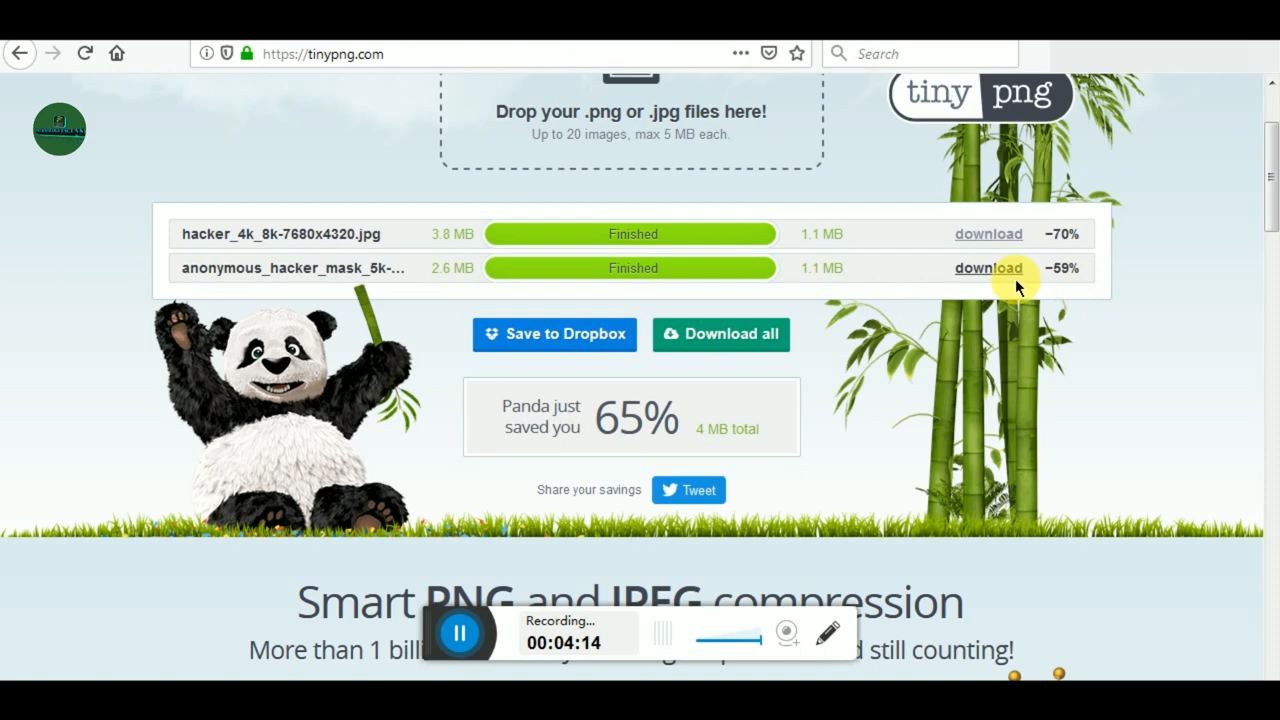 https://tinypng.com
Search
tiny png
Drop your .png or .jpg files here!
Up to 20 images, max 5 MB each.
hacker_4k_8k-7680x4320.jpg 3.8 MB Finished 1.1 MB download −70%
anonymous_hacker_mask_5k-... 2.6 MB Finished 1.1 MB download −59%
Save to Dropbox
Download all
Panda just
saved you
65%
4 MB total
Share your savings
Tweet
Smart PNG and JPEG compression
More than 1 still counting!
Recording...
00:04:14